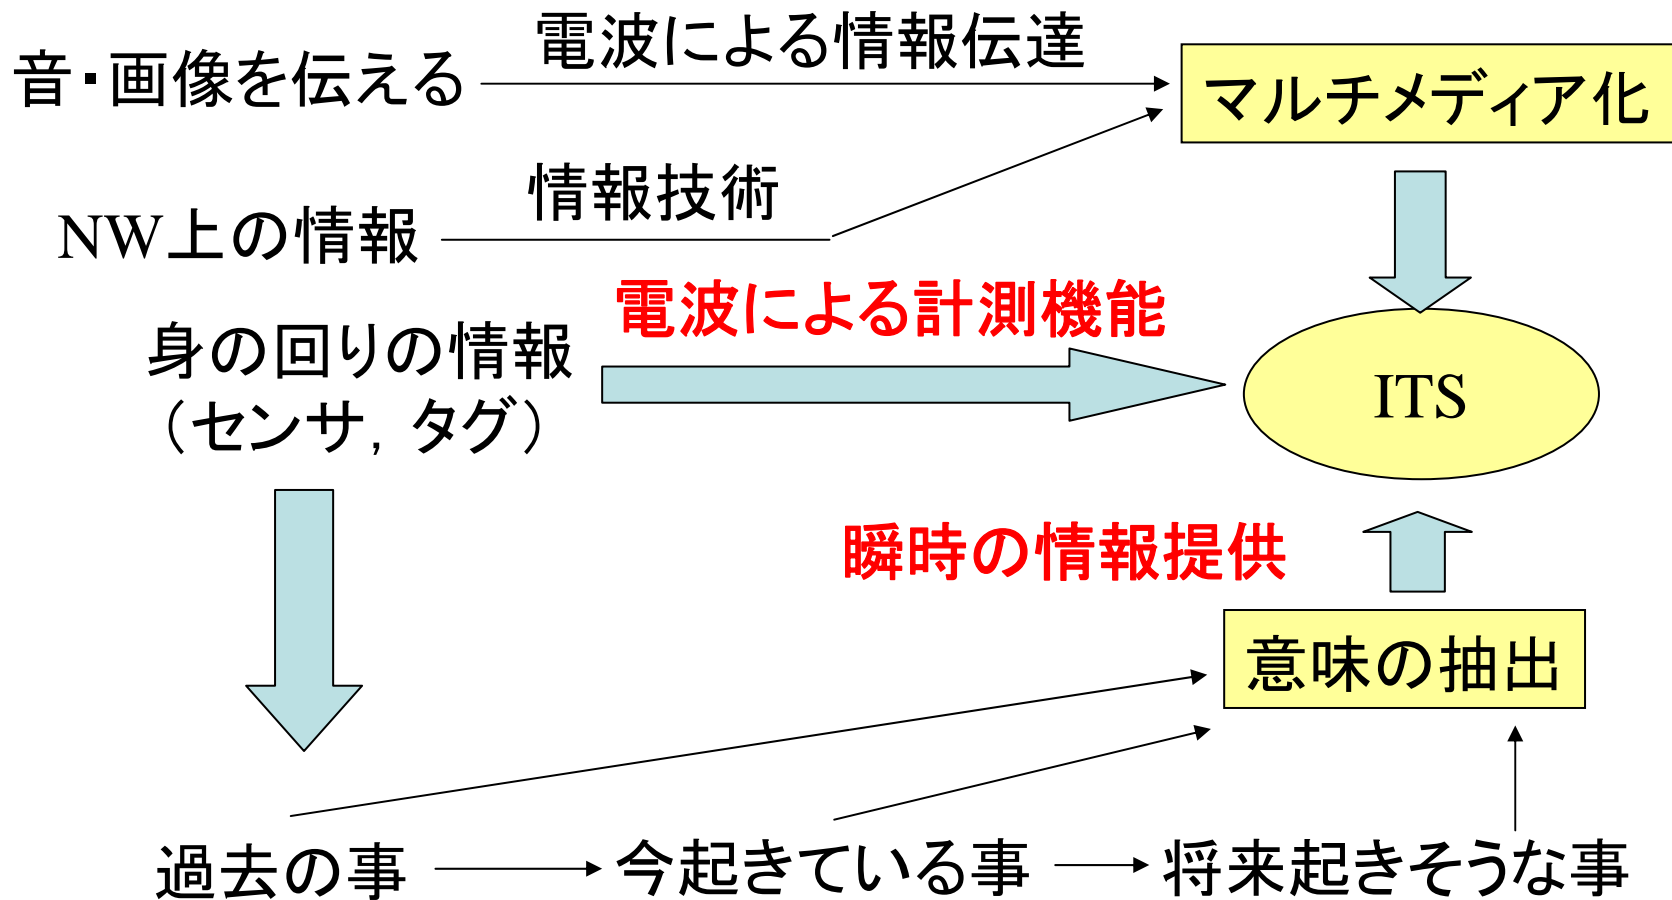 電波による情報伝達
音・画像を伝える
マルチメディア化
情報技術
NW上の情報
電波による計測機能
身の回りの情報
（センサ，タグ）
ITS
瞬時の情報提供
意味の抽出
過去の事
今起きている事
将来起きそうな事